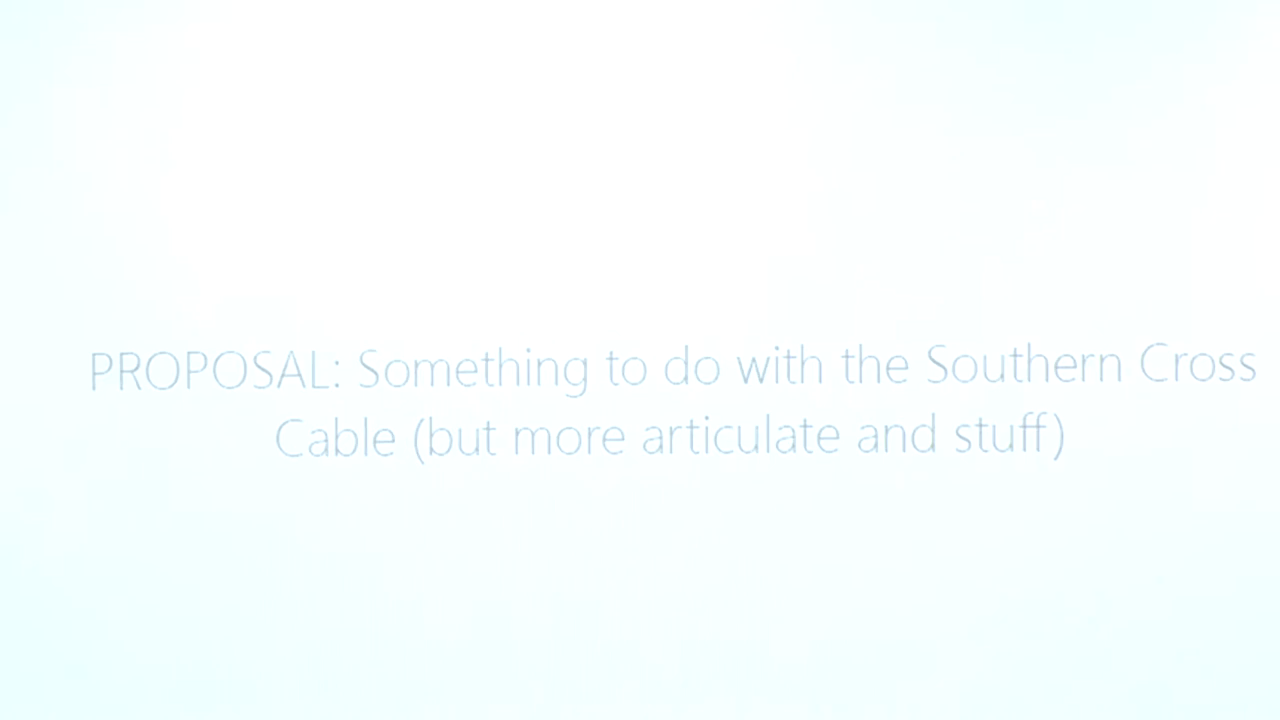 PROPOSAL: Something to do with the Southern Cross
Cable (but more articulate and stuff)